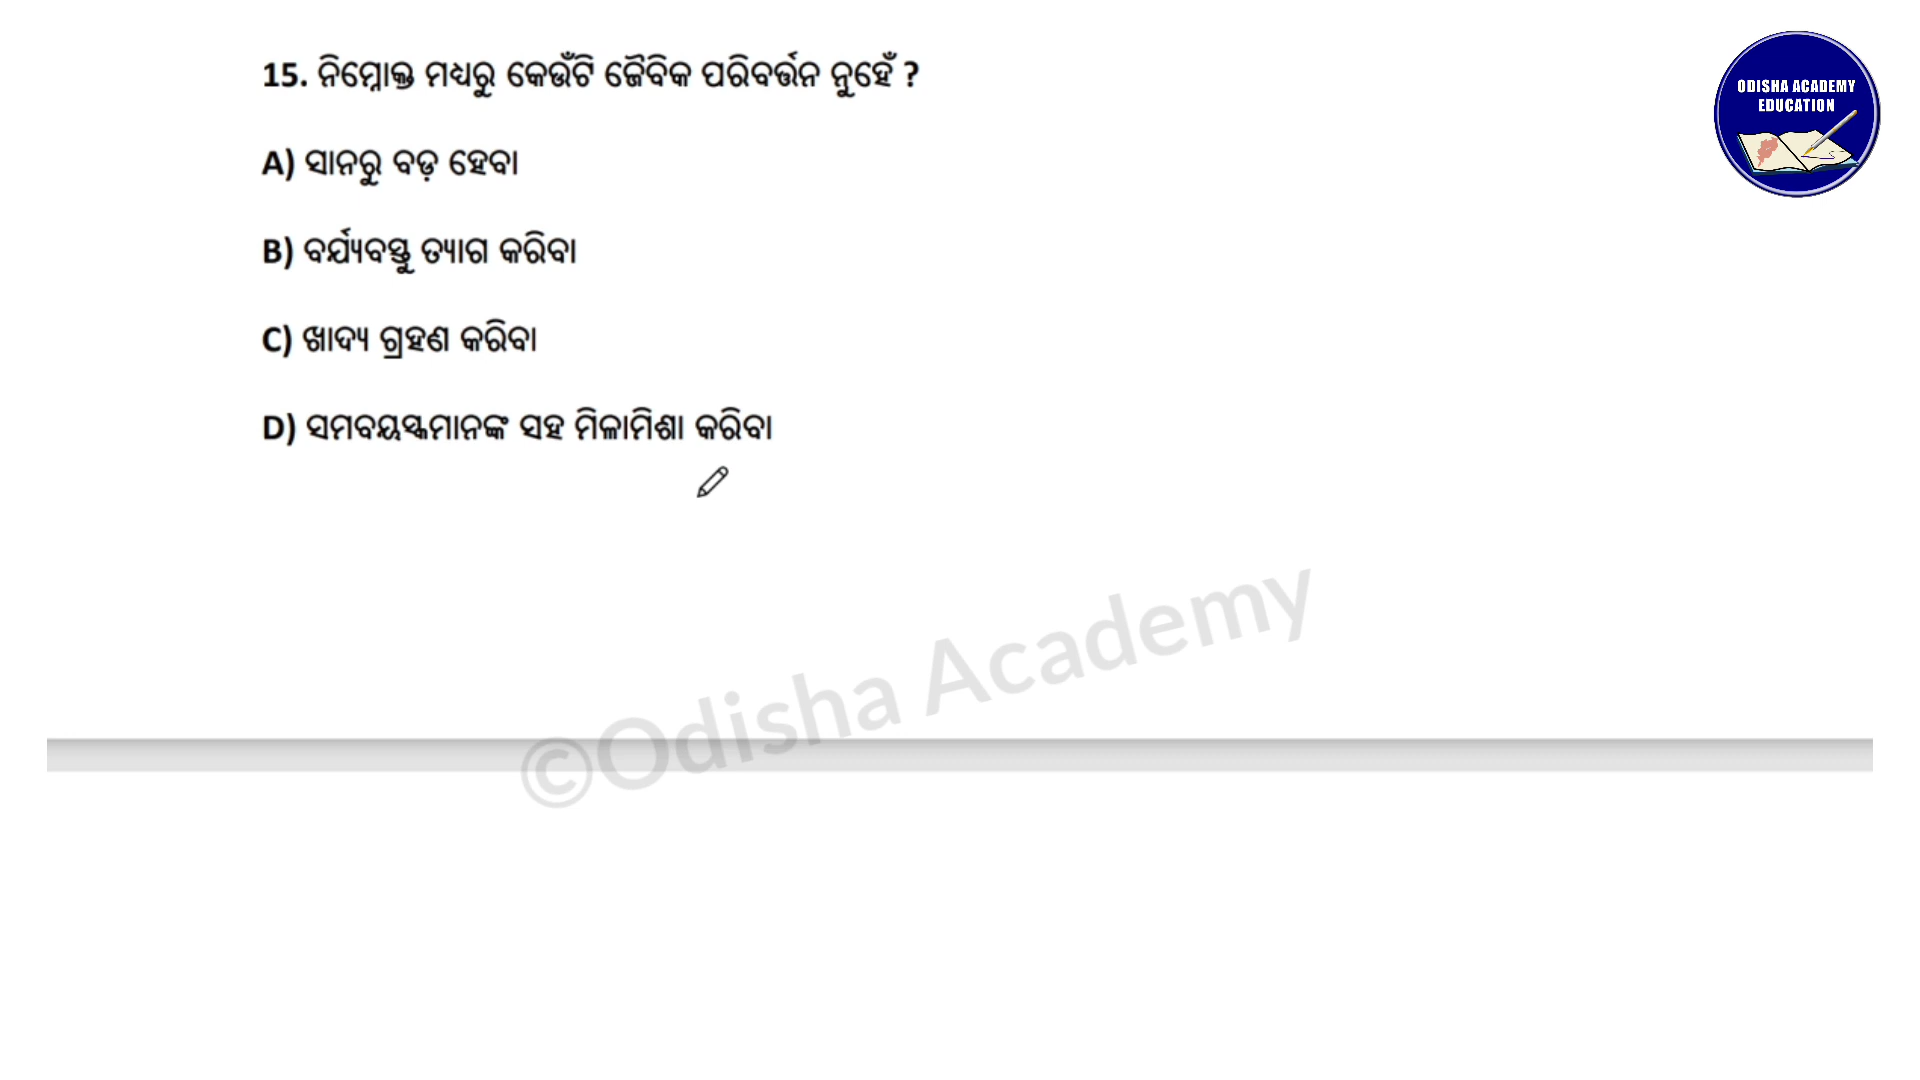 15. ନିମ୍ନୋକ୍ତ ମଧ୍ୟରୁ କେଉଁଟି ଜୈବିକ ପରିବର୍ତ୍ତନ ନୁହେଁ ?
A) ସାନରୁ ବଡ଼ ହେବା
B) ବର୍ଯ୍ୟବସ୍ତୁ ତ୍ୟାଗ କରିବା
C) ଖାଦ୍ୟ ଗ୍ରହଣ କରିବା
D) ସମବୟସ୍କମାନଙ୍କ ସହ ମିଳାମିଶା କରିବା
ODISHA ACADEMY
EDUCATION
©Odisha Academy